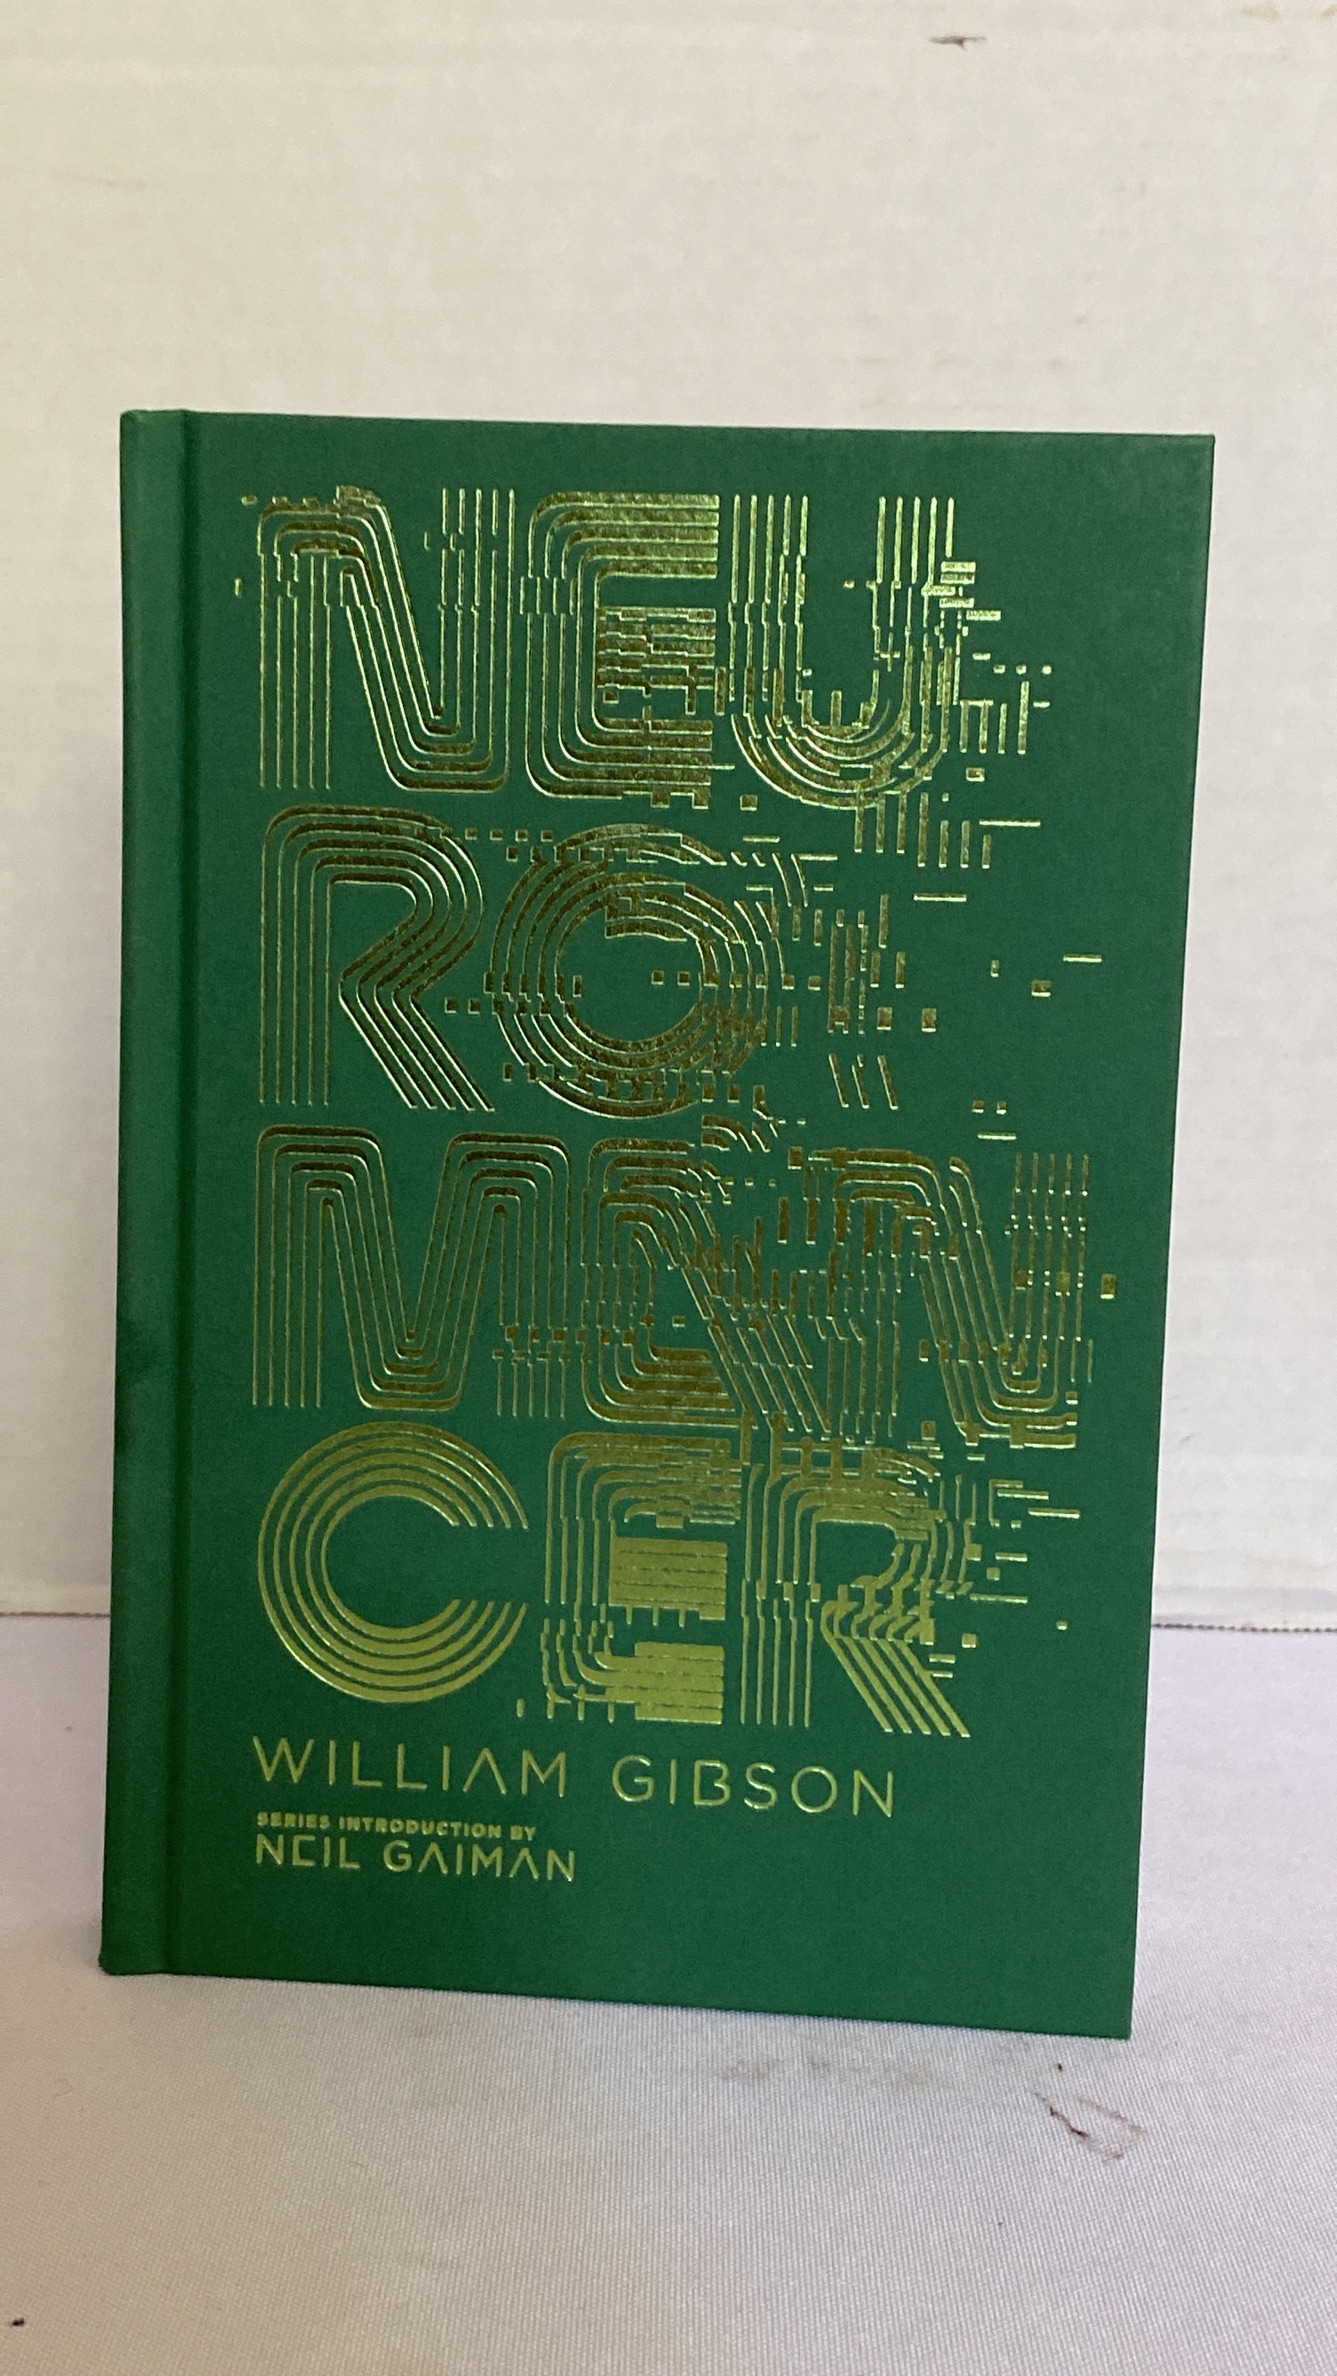 NEU
RO
MAN
CER
WILLIAM GIBSON
SERIES INTRODUCTION BY
NEIL GAIMAN